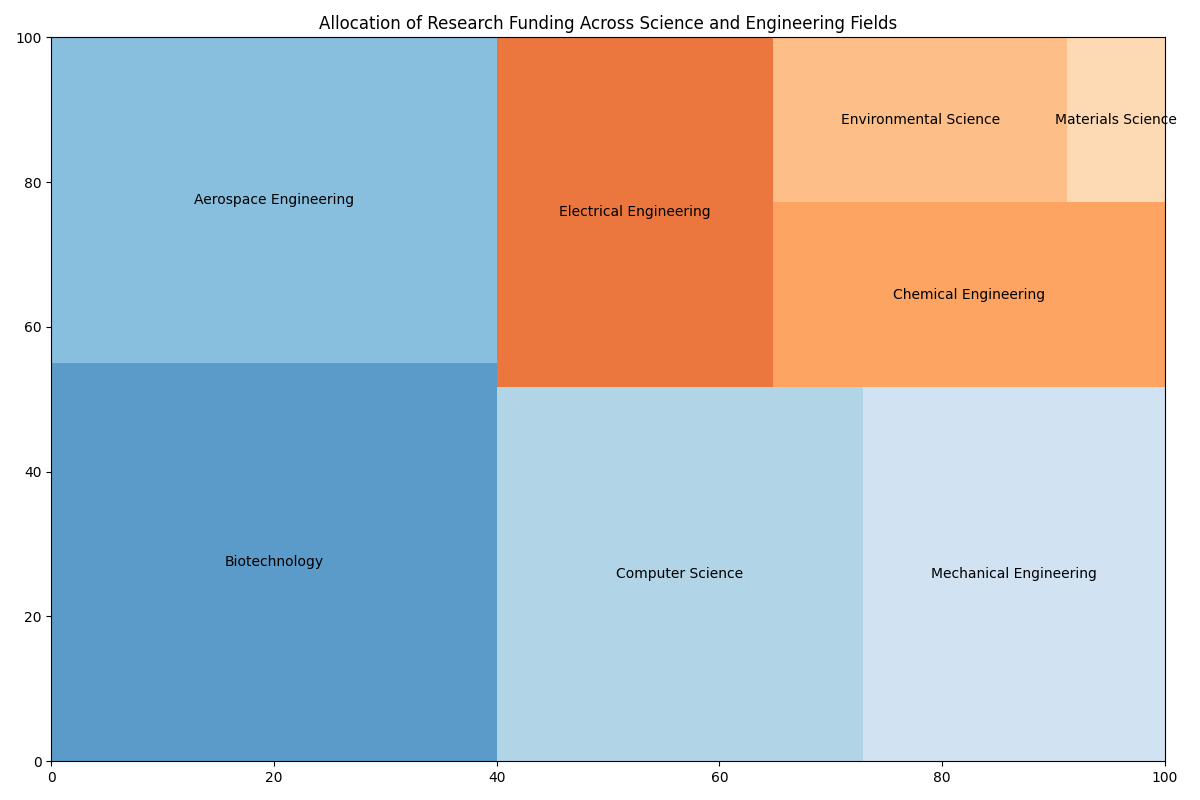 Allocation of Research Funding Across Science and Engineering Fields
100
80
60
40
20
0
Aerospace Engineering
Electrical Engineering
Environmental Science
Materials Science
Chemical Engineering
Biotechnology
Computer Science
Mechanical Engineering
0 20 40 60 80 100